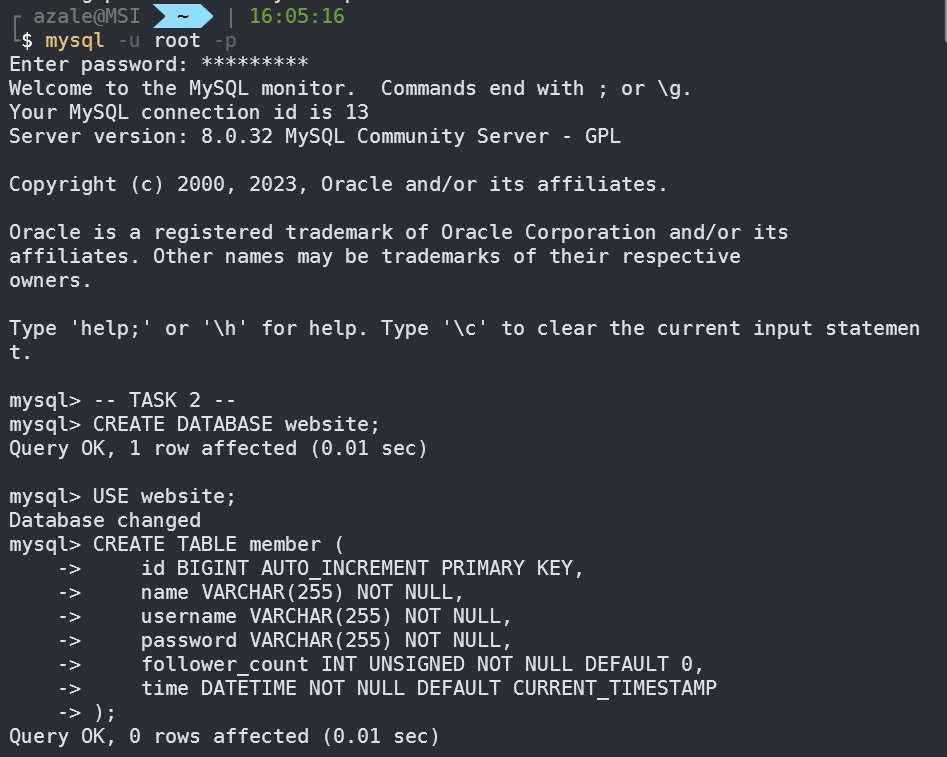 azale@MSI ~ | 16:05:16
$ mysql -u root -p
Enter password: *********
Welcome to the MySQL monitor.  Commands end with ; or \g.
Your MySQL connection id is 13
Server version: 8.0.32 MySQL Community Server - GPL

Copyright (c) 2000, 2023, Oracle and/or its affiliates.

Oracle is a registered trademark of Oracle Corporation and/or its
affiliates. Other names may be trademarks of their respective
owners.

Type 'help;' or '\h' for help. Type '\c' to clear the current input statemen
t.

mysql> -- TASK 2 --
mysql> CREATE DATABASE website;
Query OK, 1 row affected (0.01 sec)

mysql> USE website;
Database changed
mysql> CREATE TABLE member (
    ->     id BIGINT AUTO_INCREMENT PRIMARY KEY,
    ->     name VARCHAR(255) NOT NULL,
    ->     username VARCHAR(255) NOT NULL,
    ->     password VARCHAR(255) NOT NULL,
    ->     follower_count INT UNSIGNED NOT NULL DEFAULT 0,
    ->     time DATETIME NOT NULL DEFAULT CURRENT_TIMESTAMP
    -> );
Query OK, 0 rows affected (0.01 sec)